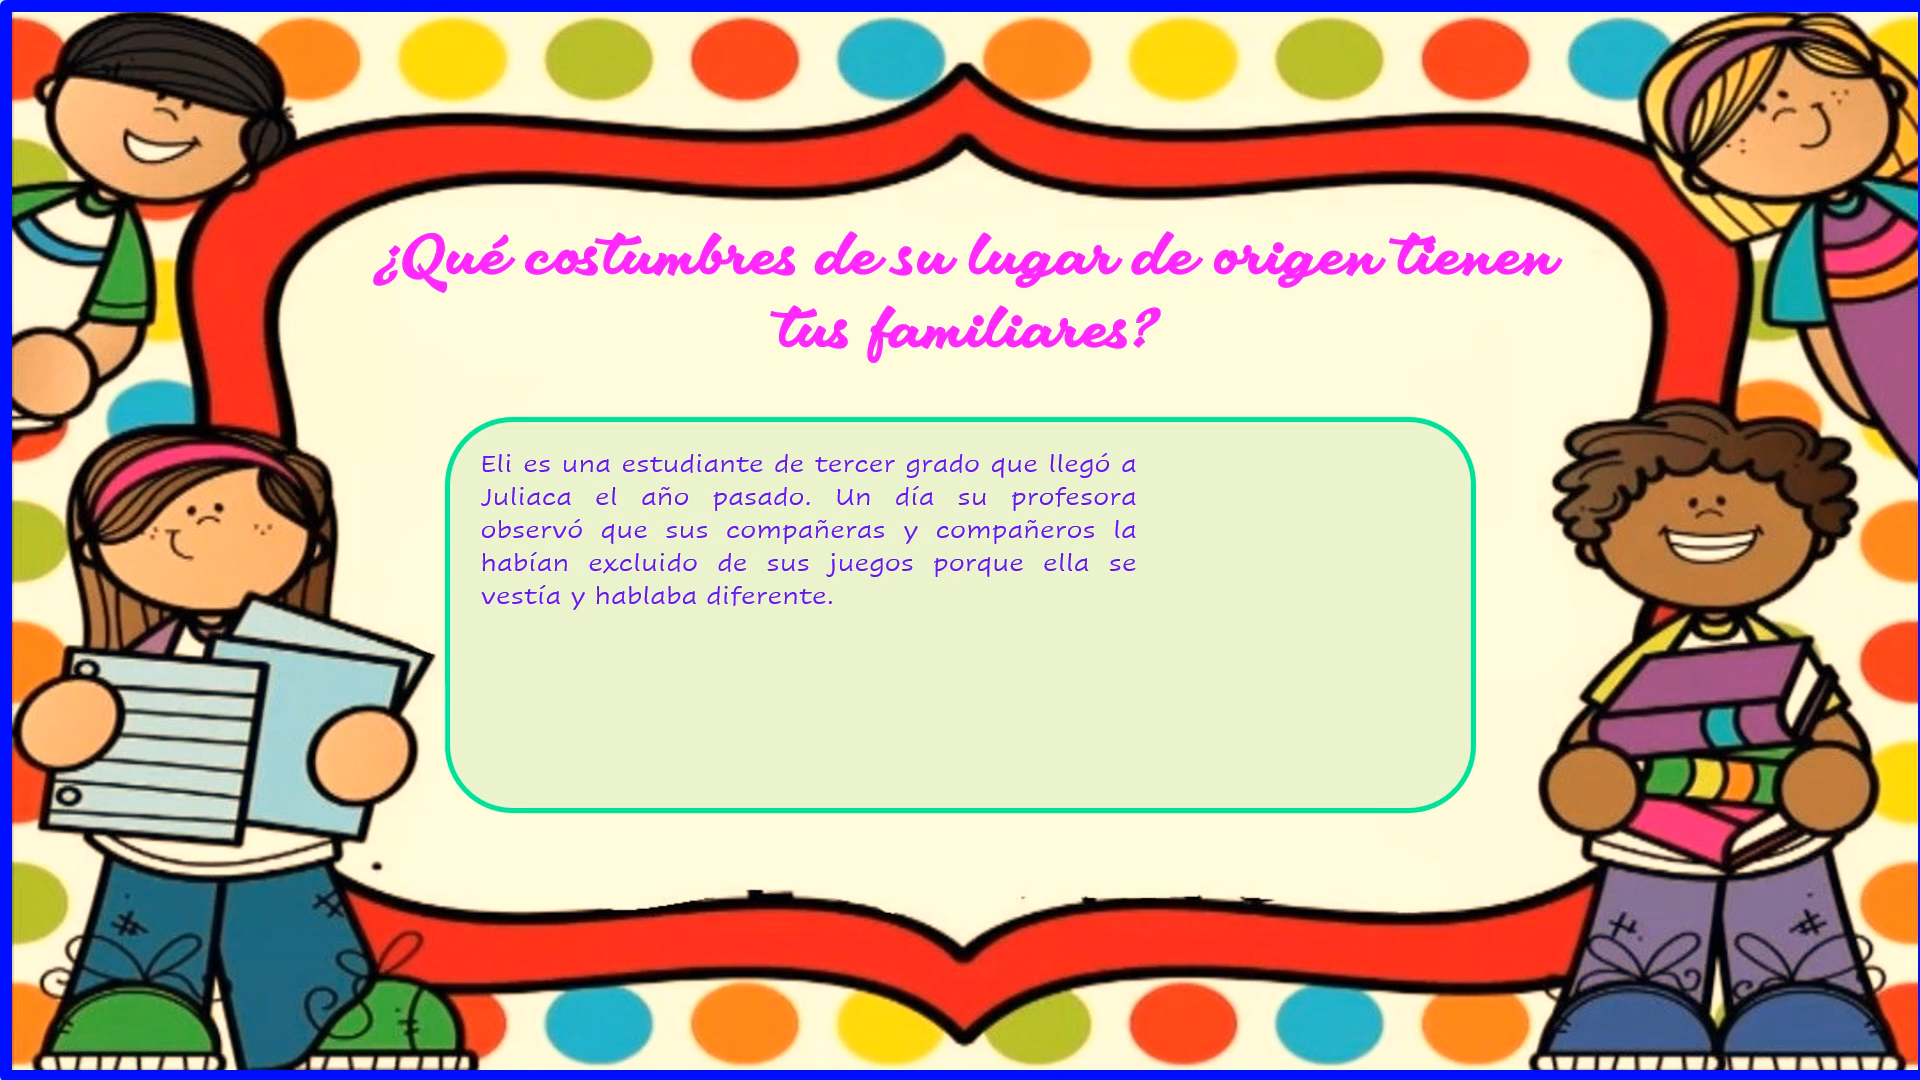 ¿Qué costumbres de su lugar de origen tienen
tus familiares?
Eli es una estudiante de tercer grado que llegó a
Juliaca el año pasado. Un día su profesora
observó que sus compañeras y compañeros la
habían excluido de sus juegos porque ella se
vestía y hablaba diferente.